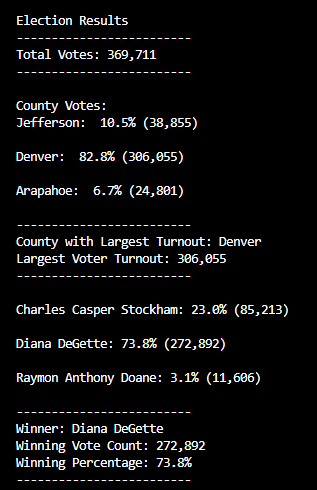 Election Results
-------------------------
Total Votes: 369,711
-------------------------
County Votes:
Jefferson:  10.5% (38,855)
Denver:  82.8% (306,055)
Arapahoe:  6.7% (24,801)
-------------------------
County with Largest Turnout: Denver
Largest Voter Turnout: 306,055
-------------------------
Charles Casper Stockham: 23.0% (85,213)
Diana DeGette: 73.8% (272,892)
Raymon Anthony Doane: 3.1% (11,606)
-------------------------
Winner: Diana DeGette
Winning Vote Count: 272,892
Winning Percentage: 73.8%
-------------------------